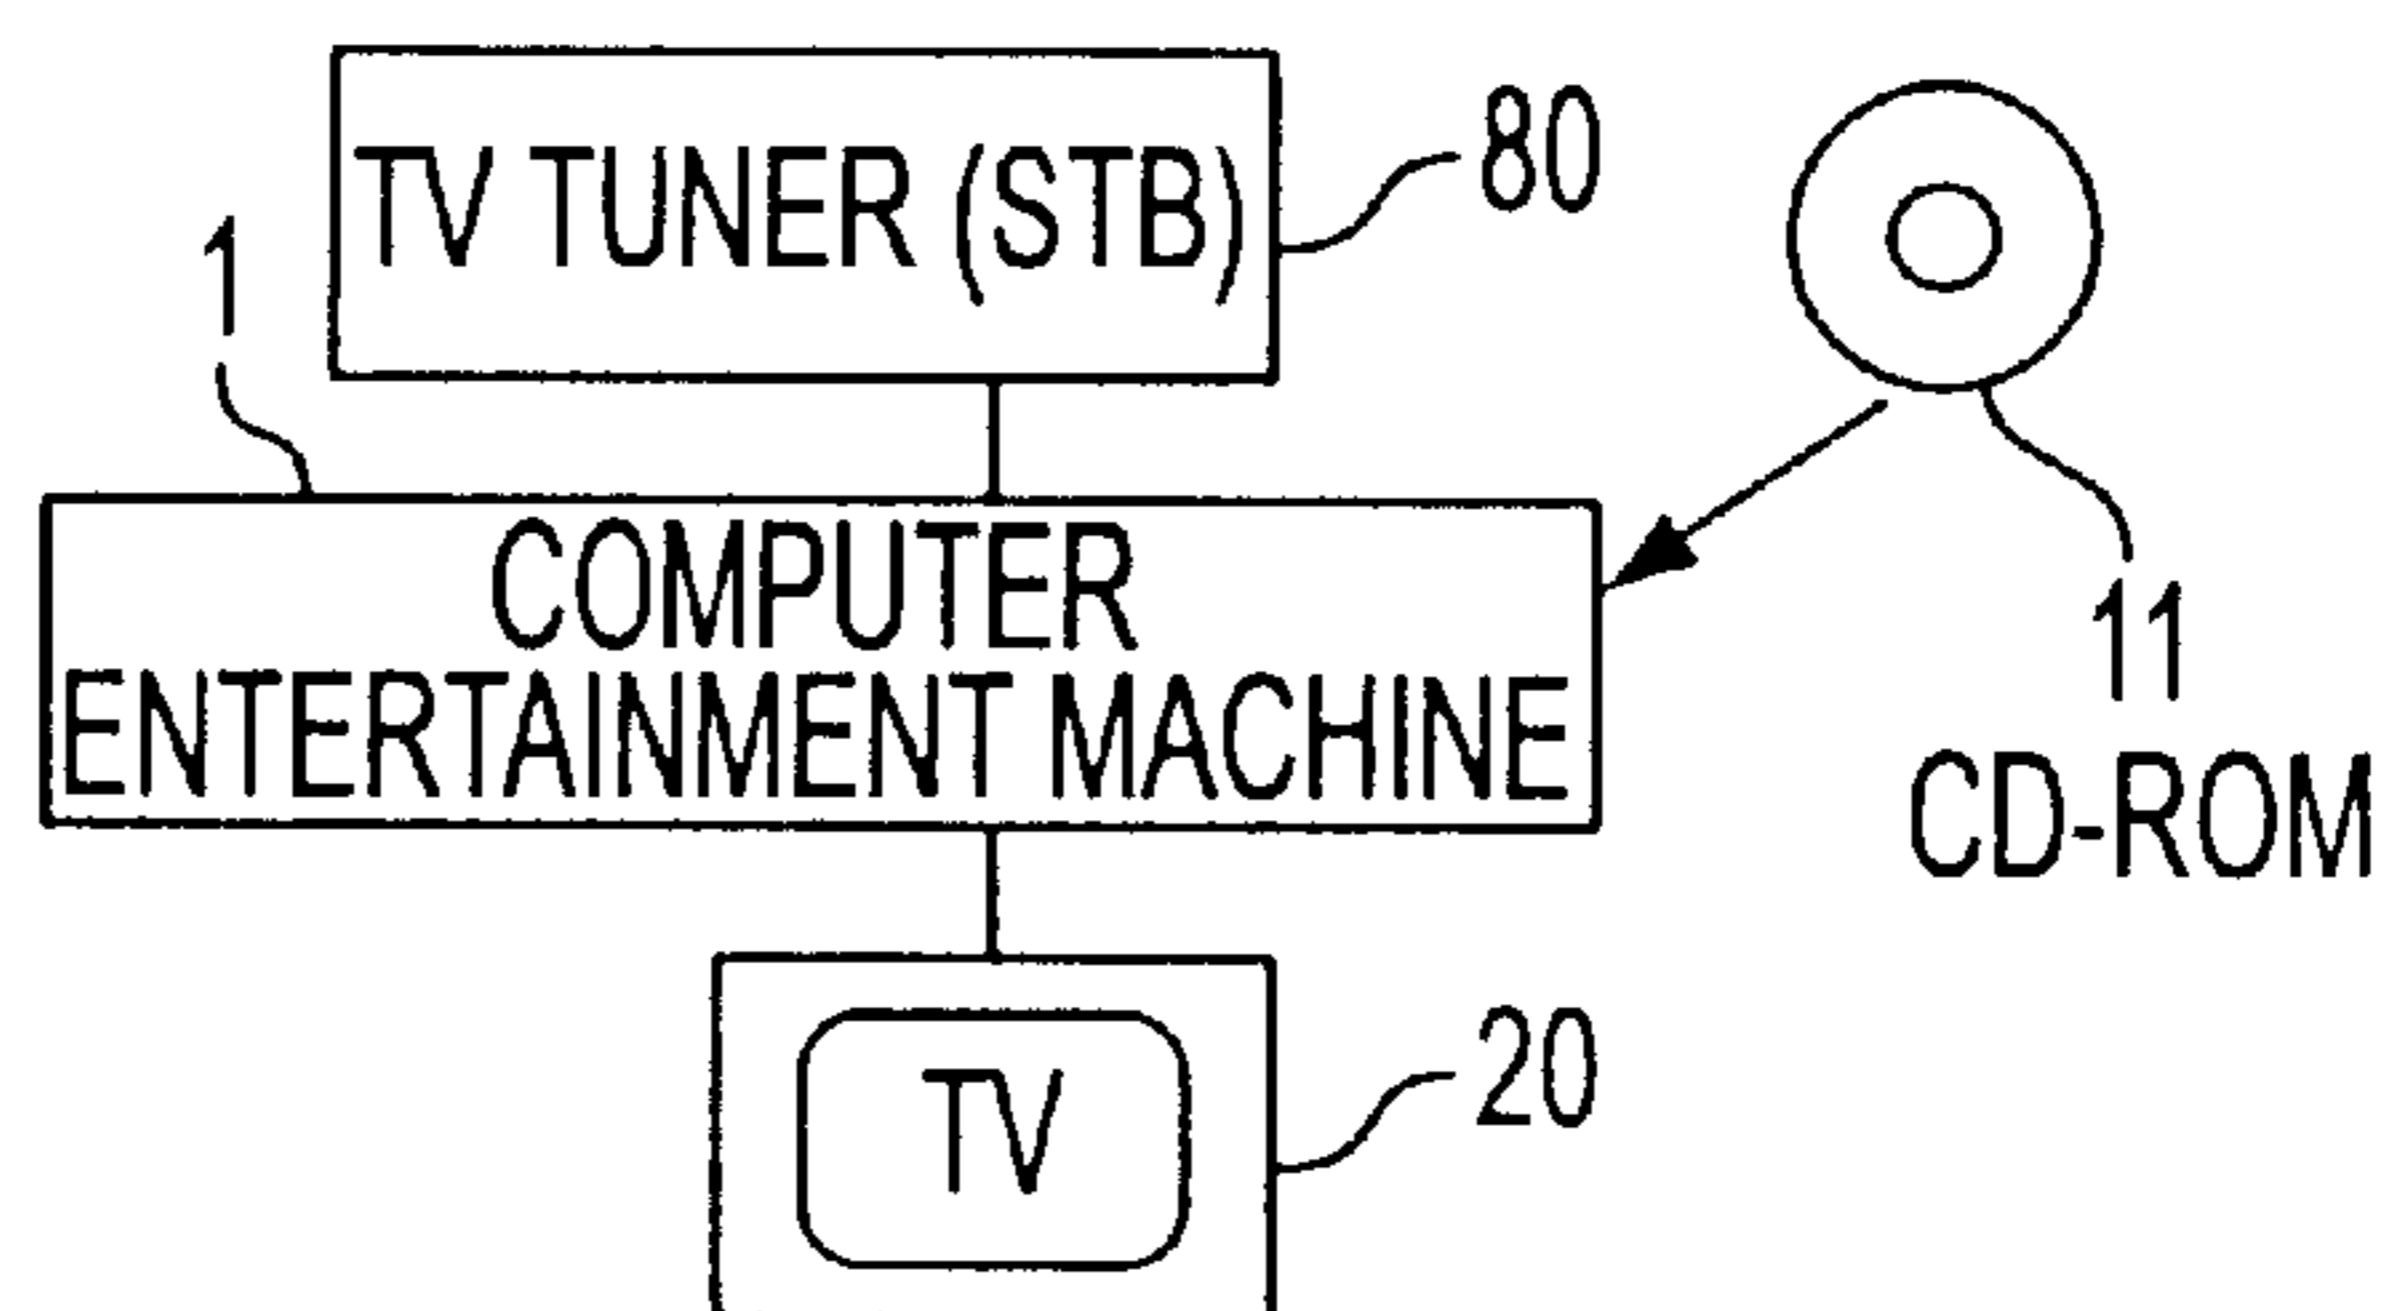 TV TUNER (STB)
80
1
COMPUTER
ENTERTAINMENT MACHINE
11
CD-ROM
TV
20